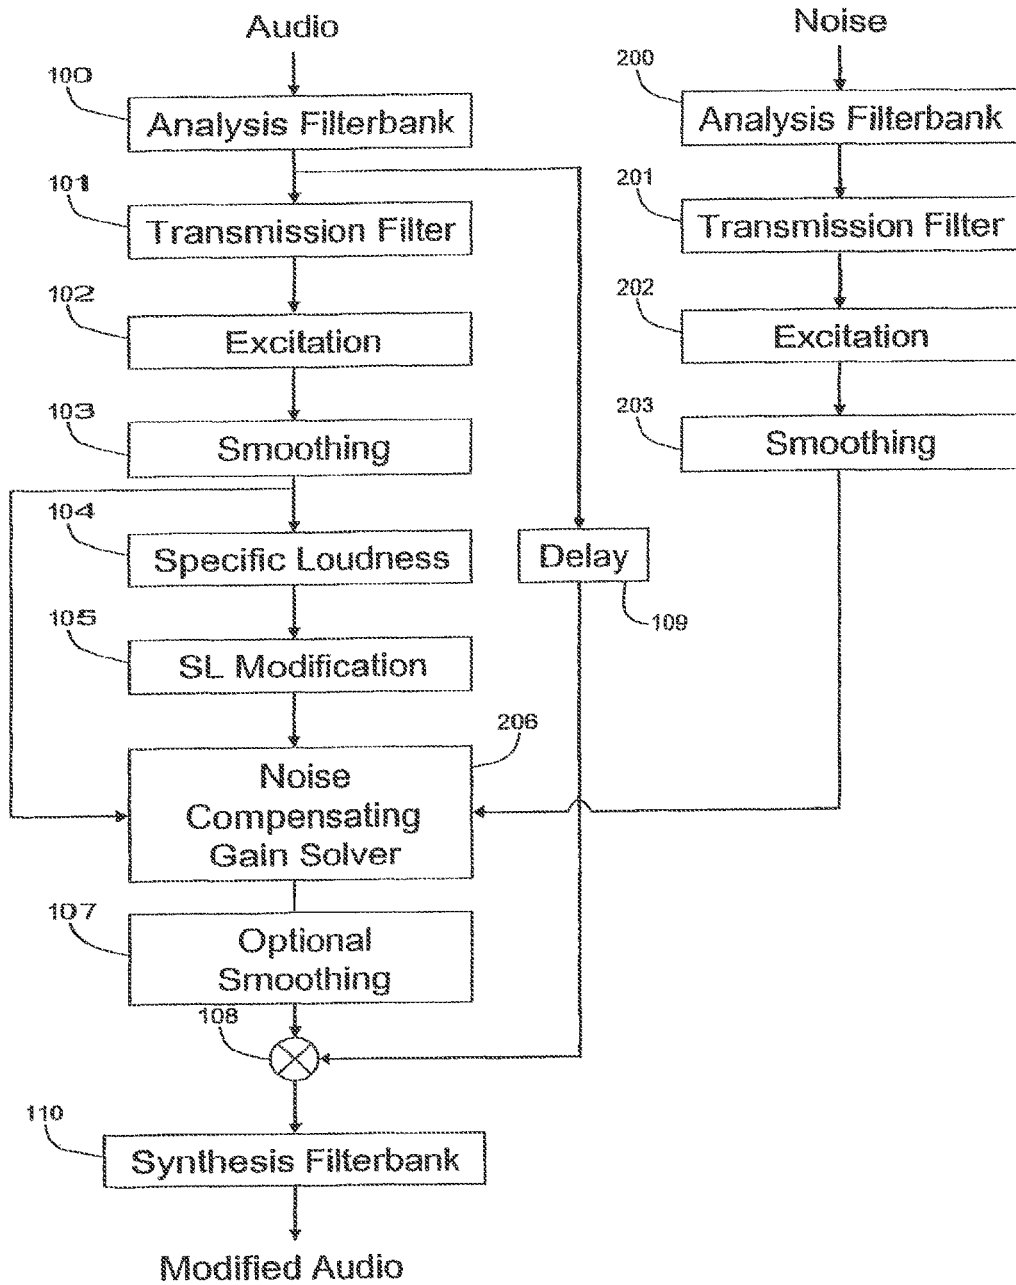 Audio
100
Analysis Filterbank
101
Transmission Filter
102
Excitation
103
Smoothing
104
Specific Loudness
105
SL Modification
206
Noise
Compensating
Gain Solver
107
Optional
Smoothing
108
110
Synthesis Filterbank
Modified Audio
Delay
109
Noise
200
Analysis Filterbank
201
Transmission Filter
202
Excitation
203
Smoothing